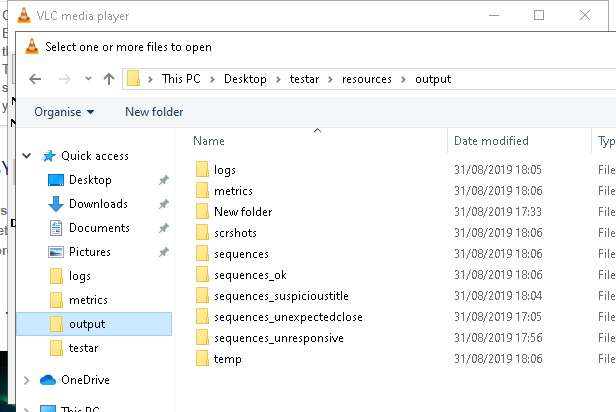 VLC media player
Select one or more files to open
This PC > Desktop > testar > resources > output
Organise New folder
Name Date modified Typ
Quick access
Desktop
Downloads
Documents
Pictures
logs
metrics
output
testar
OneDrive
This PC
logs 31/08/2019 18:05 File
metrics 31/08/2019 18:06 File
New folder 31/08/2019 17:33 File
scrshots 31/08/2019 18:06 File
sequences 31/08/2019 18:06 File
sequences_ok 31/08/2019 18:06 File
sequences_suspicioustitle 31/08/2019 18:04 File
sequences_unexpectedclose 31/08/2019 17:05 File
sequences_unresponsive 31/08/2019 17:56 File
temp 31/08/2019 18:06 File